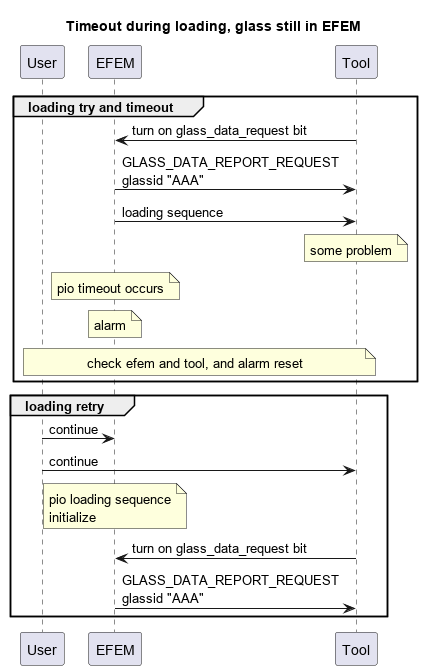 Timeout during loading, glass still in EFEM
User
EFEM
Tool
loading try and timeout
turn on glass_data_request bit
GLASS_DATA_REPORT_REQUEST
glassid "AAA"
loading sequence
some problem
pio timeout occurs
alarm
check efem and tool, and alarm reset
loading retry
continue
continue
pio loading sequence
initialize
turn on glass_data_request bit
GLASS_DATA_REPORT_REQUEST
glassid "AAA"
User
EFEM
Tool